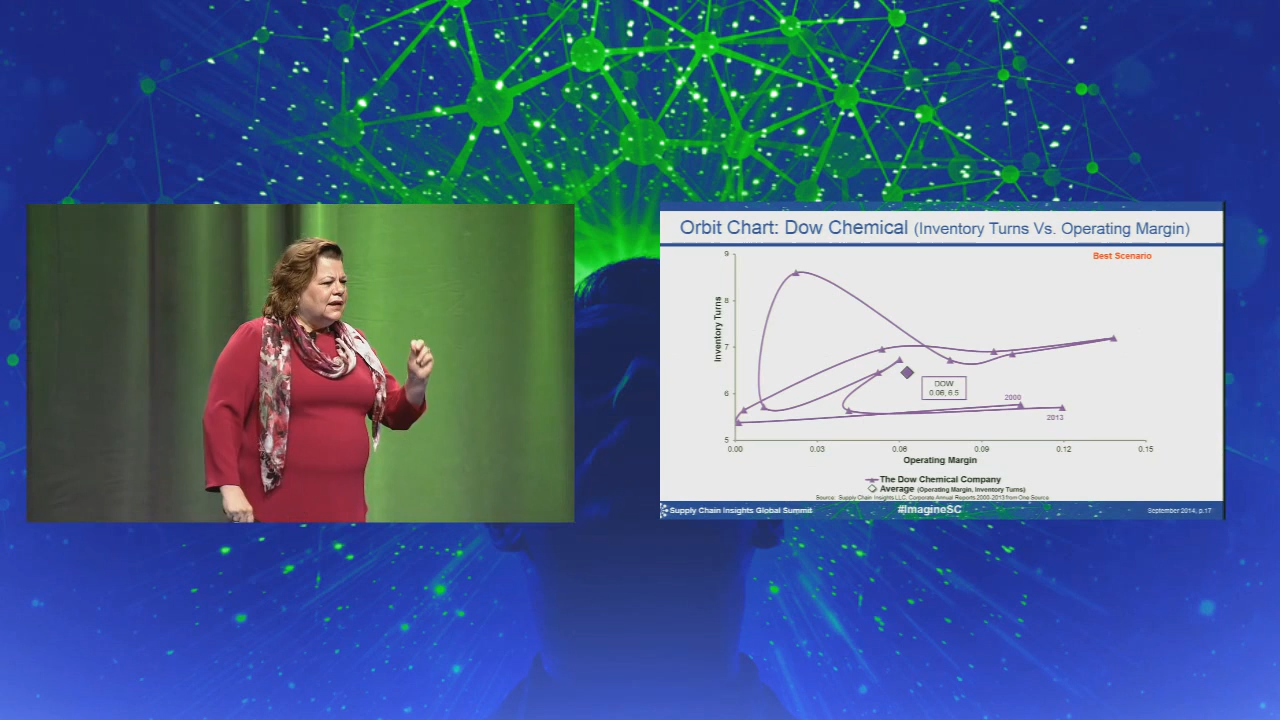 Orbit Chart: Dow Chemical (Inventory Turns Vs. Operating Margin)
Best Scenario
9
8
7
6
5
Inventory Turns
DOW
0.06, 6.5
2000
2013
0.00 0.03 0.06 0.09 0.12 0.15
Operating Margin
The Dow Chemical Company
Average (Operating Margin, Inventory Turns)
Source: Supply Chain Insights LLC, Corporate Annual Reports 2000-2013 from One Source
Supply Chain Insights Global Summit
#ImagineSC
September 2014, p.17